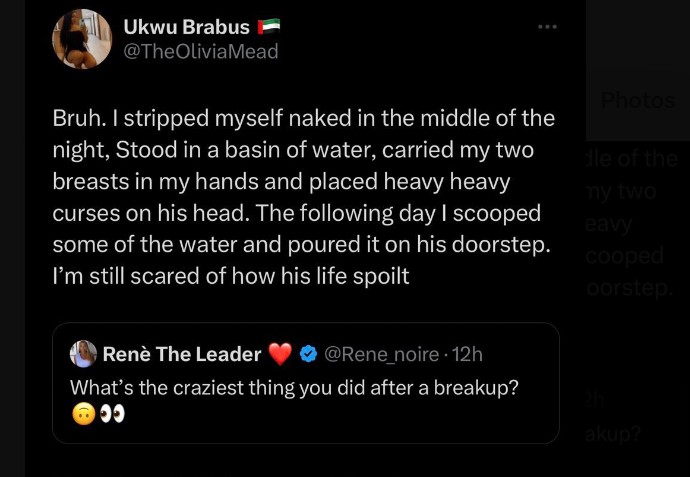 Ukwu Brabus 🇦🇪
@TheOliviaMead
Bruh. I stripped myself naked in the middle of the
night, Stood in a basin of water, carried my two
breasts in my hands and placed heavy heavy
curses on his head. The following day I scooped
some of the water and poured it on his doorstep.
I'm still scared of how his life spoilt
Renè The Leader ❤️ @Rene_noire · 12h
What's the craziest thing you did after a breakup?
🙃👀
Photos
dle of the
my two
eavy
cooped
oorstep.
2h
akup?